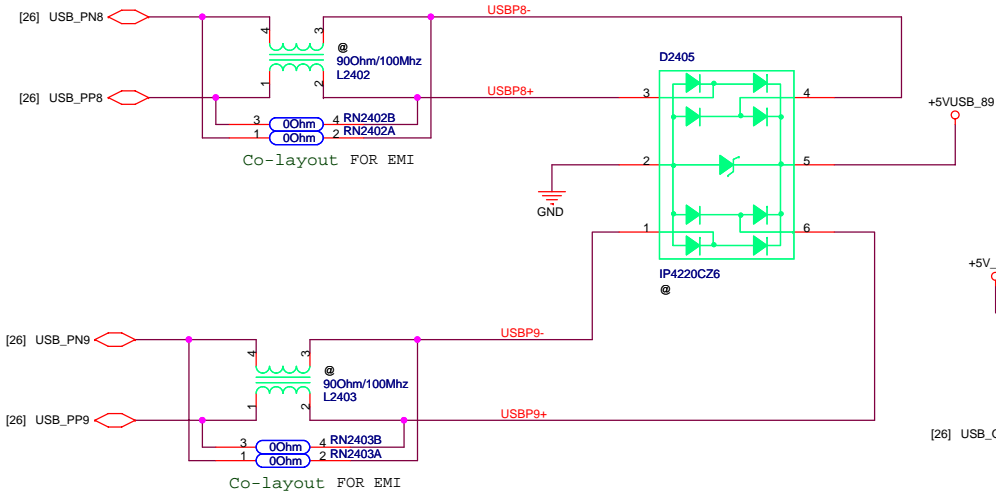 [26] USB_PN8
USBP8-
4
3
@
90Ohm/100Mhz
L2402
1
2
[26] USB_PP8
USBP8+
3 0Ohm 4 RN2402B
1 0Ohm 2 RN2402A
Co-layout FOR EMI
D2405
3
4
+5VUSB_89
2
5
GND
1
6
IP4220CZ6
@
+5V_
[26] USB_PN9
USBP9-
4
3
@
90Ohm/100Mhz
L2403
1
2
[26] USB_PP9
USBP9+
3 0Ohm 4 RN2403B
1 0Ohm 2 RN2403A
Co-layout FOR EMI
[26] USB_